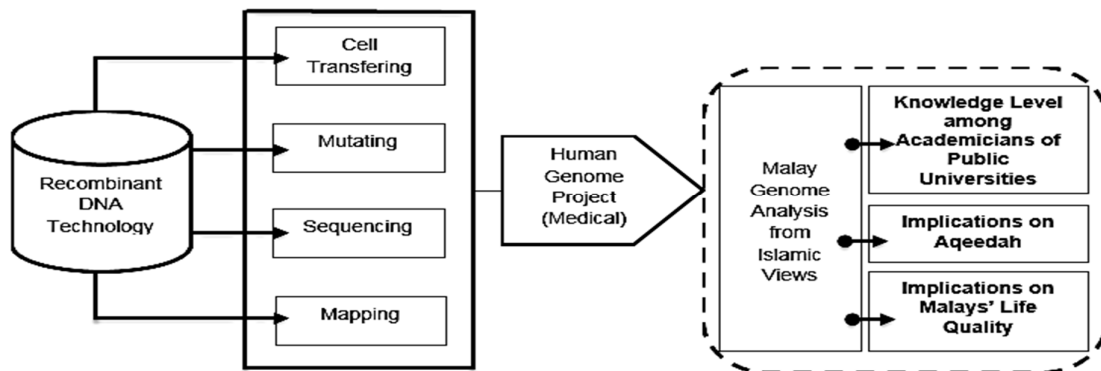 Recombinant
DNA
Technology
Cell
Transfering
Mutating
Sequencing
Mapping
Human
Genome
Project
(Medical)
Malay
Genome
Analysis
from
Islamic
Views
Knowledge Level
among
Academicians of
Public
Universities
Implications on
Aqeedah
Implications on
Malays' Life
Quality